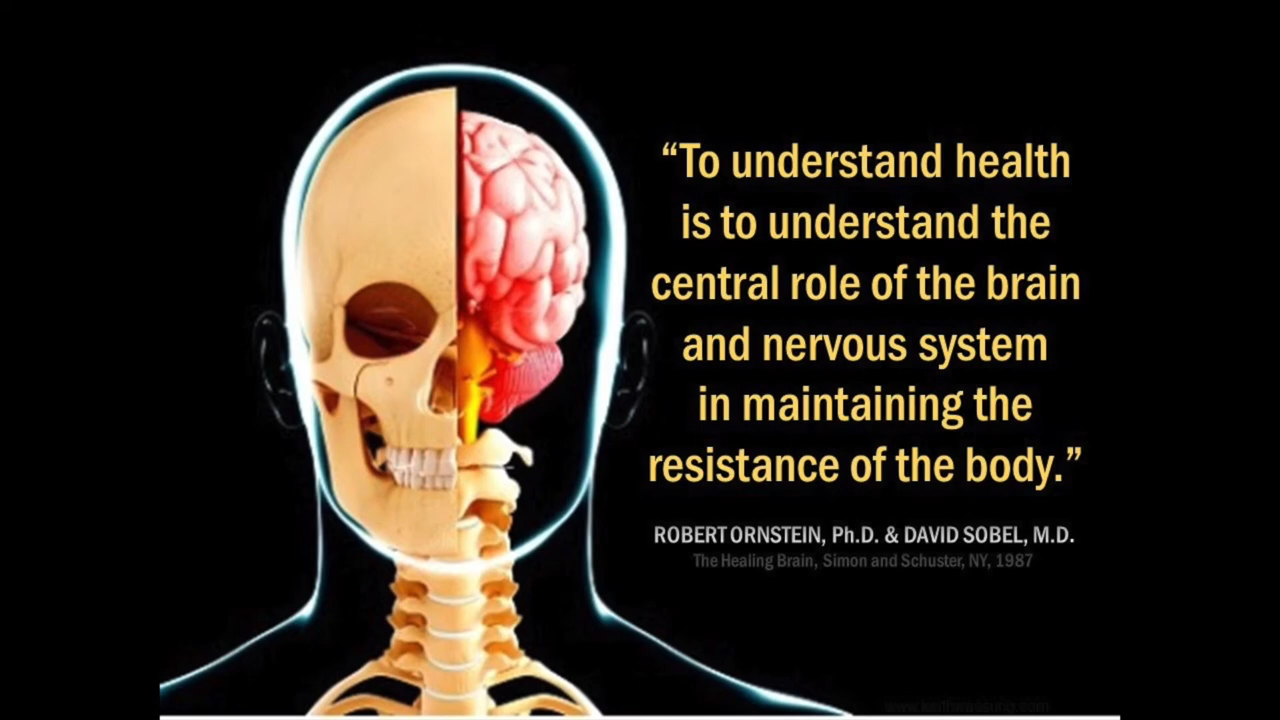 “To understand health
is to understand the
central role of the brain
and nervous system
in maintaining the
resistance of the body.”
ROBERT ORNSTEIN, Ph.D. & DAVID SOBEL, M.D.
The Healing Brain, Simon and Schuster, NY, 1987